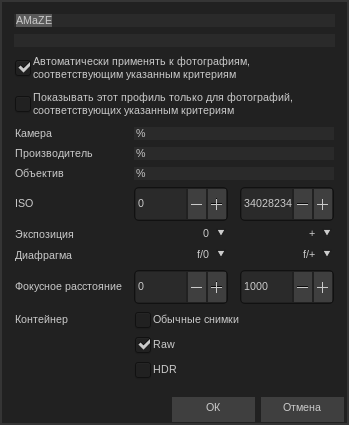 AMaZE
Автоматически применять к фотографиям,
соответствующим указанным критериям
Показывать этот профиль только для фотографий,
соответствующих указанным критериям
Камера %
Производитель %
Объектив %
ISO 0 − + 34028234 − +
Экспозиция 0 +
Диафрагма f/0 f/+
Фокусное расстояние 0 − + 1000 − +
Контейнер Обычные снимки
Raw
HDR
OK Отмена